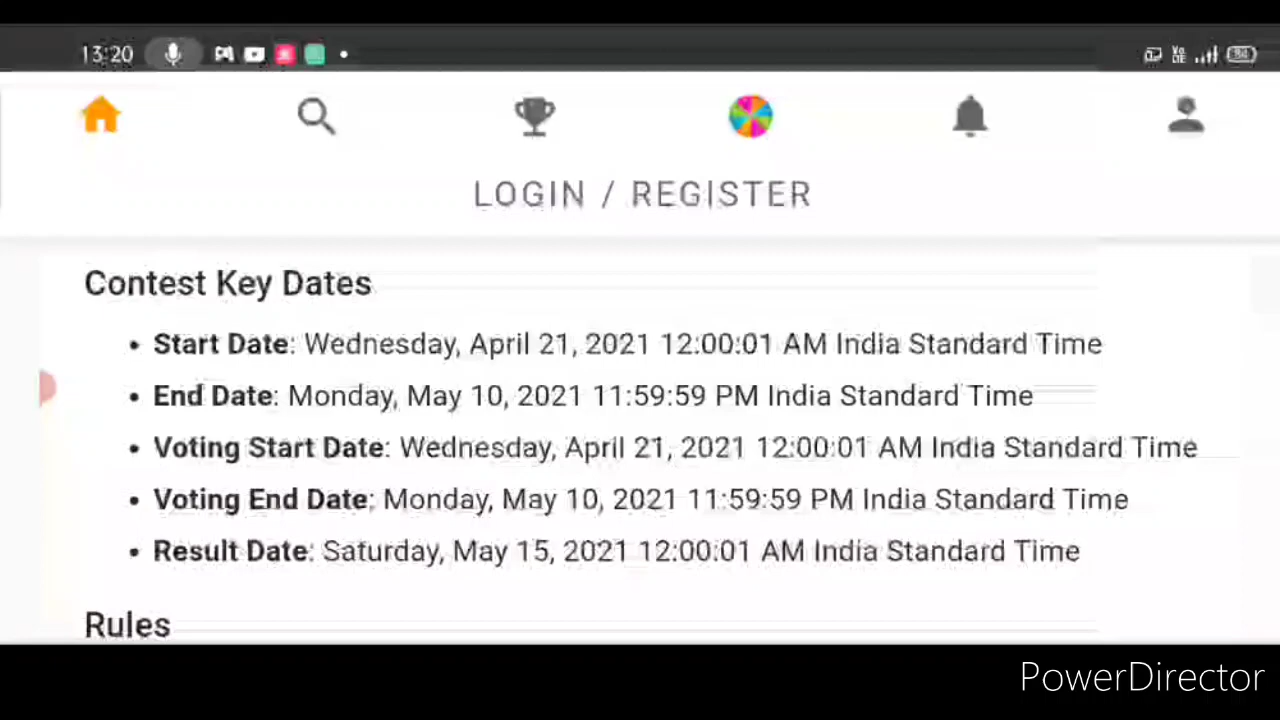 13:20
LOGIN / REGISTER
Contest Key Dates
• Start Date: Wednesday, April 21, 2021 12:00:01 AM India Standard Time
• End Date: Monday, May 10, 2021 11:59:59 PM India Standard Time
• Voting Start Date: Wednesday, April 21, 2021 12:00:01 AM India Standard Time
• Voting End Date: Monday, May 10, 2021 11:59:59 PM India Standard Time
• Result Date: Saturday, May 15, 2021 12:00:01 AM India Standard Time
Rules
PowerDirector